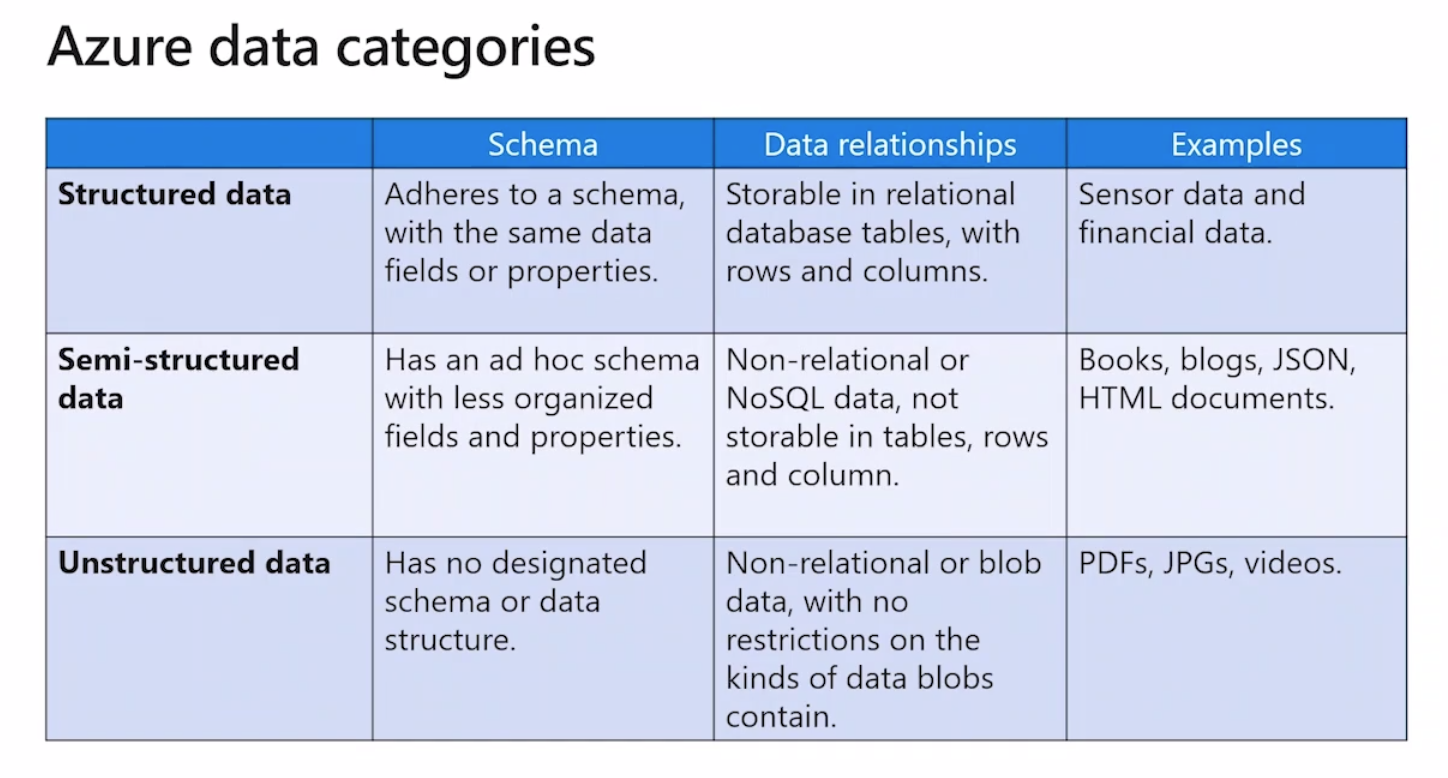 Azure data categories
Schema
Data relationships
Examples
Structured data
Adheres to a schema,
with the same data
fields or properties.
Storable in relational
database tables, with
rows and columns.
Sensor data and
financial data.
Semi-structured
data
Has an ad hoc schema
with less organized
fields and properties.
Non-relational or
NoSQL data, not
storable in tables, rows
and column.
Books, blogs, JSON,
HTML documents.
Unstructured data
Has no designated
schema or data
structure.
Non-relational or blob
data, with no
restrictions on the
kinds of data blobs
contain.
PDFs, JPGs, videos.